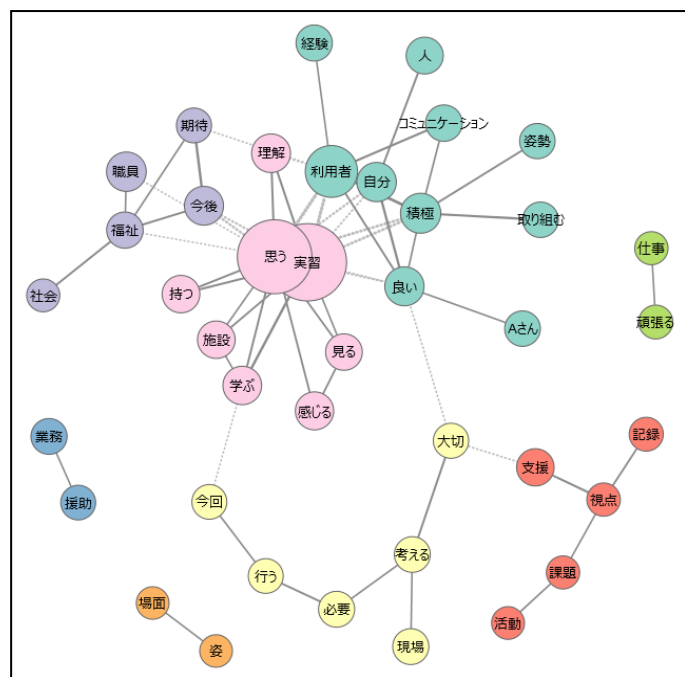 経験
人
コミュニケーション
期待
姿勢
理解
職員
利用者
自分
今後
積極
取り組む
福祉
仕事
思う
実習
良い
社会
持つ
頑張る
Aさん
施設
見る
学ぶ
感じる
業務
大切
記録
支援
援助
今回
視点
考える
行う
課題
場面
必要
活動
姿
現場